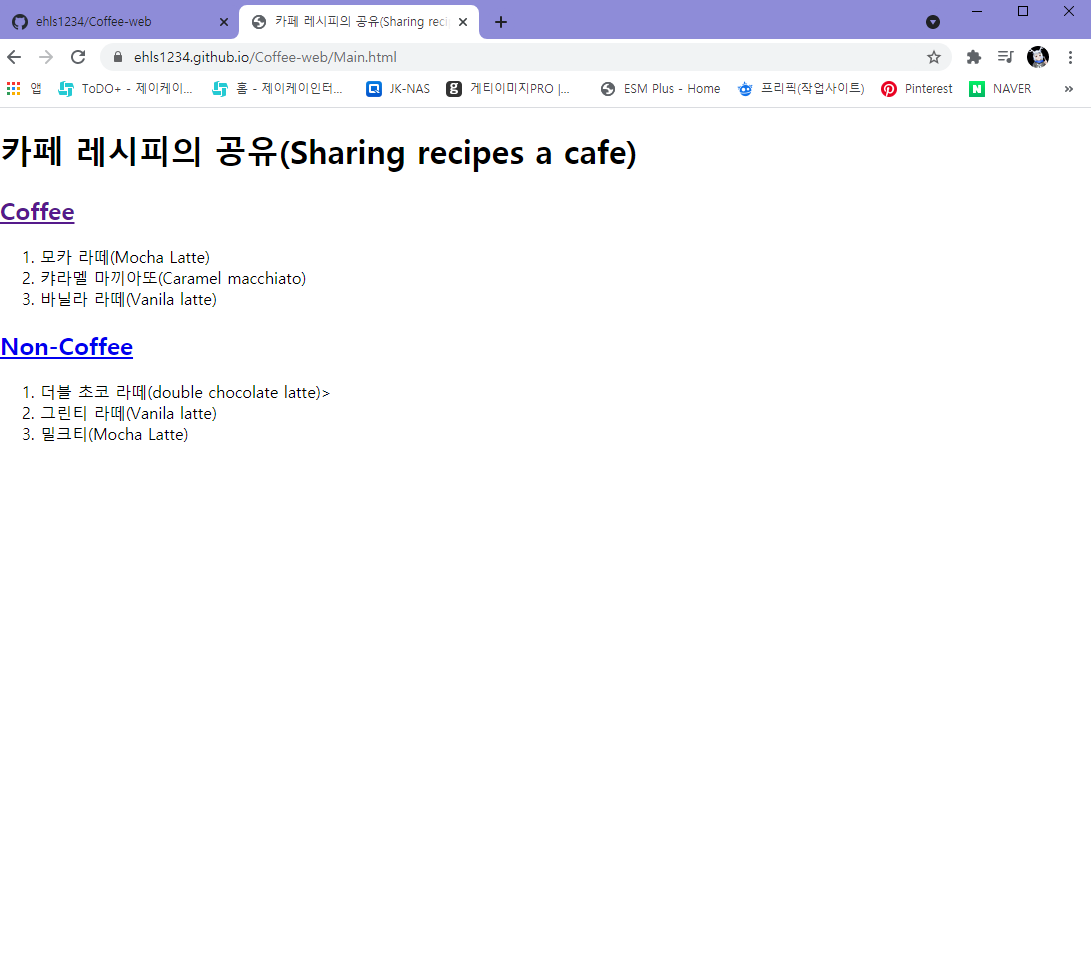 ehls1234/Coffee-web
카페 레시피의 공유(Sharing reci
ehls1234.github.io/Coffee-web/Main.html
앱 ToDO+ - 제이케이... 홈 - 제이케이인터... JK-NAS 게티이미지PRO |... ESM Plus - Home 프리픽(작업사이트) Pinterest NAVER »
카페 레시피의 공유(Sharing recipes a cafe)
Coffee
1. 모카 라떼(Mocha Latte)
2. 캬라멜 마끼아또(Caramel macchiato)
3. 바닐라 라떼(Vanila latte)
Non-Coffee
1. 더블 초코 라떼(double chocolate latte)>
2. 그린티 라떼(Vanila latte)
3. 밀크티(Mocha Latte)